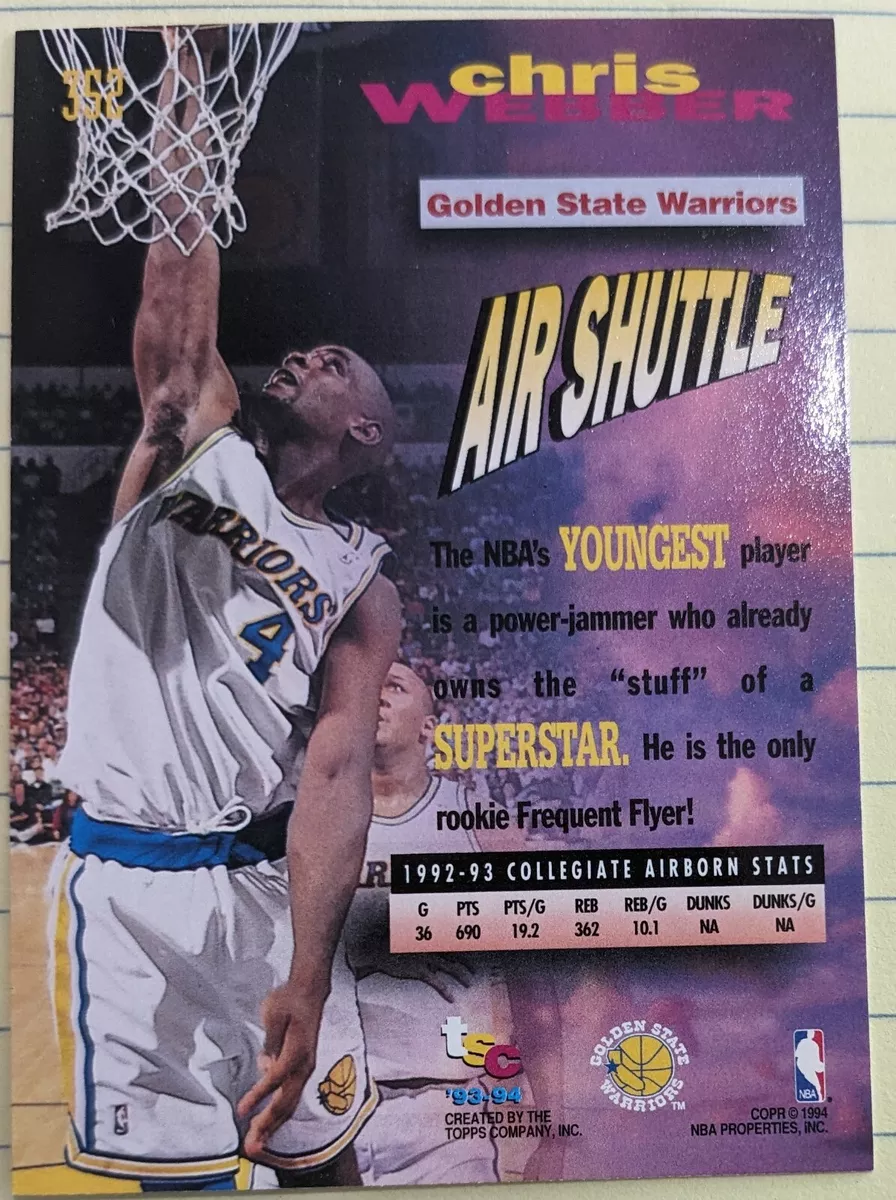 352
chris
WEBBER
Golden State Warriors
AIR SHUTTLE
The NBA's YOUNGEST player
is a power-jammer who already
owns the "stuff" of a
SUPERSTAR. He is the only
rookie Frequent Flyer!
WARRIORS
4
1992-93 COLLEGIATE AIRBORN STATS
G PTS PTS/G REB REB/G DUNKS DUNKS/G
36 690 19.2 362 10.1 NA NA
tsc
'93-94
CREATED BY THE
TOPPS COMPANY, INC.
GOLDEN STATE
WARRIORS
TM
NBA
COPR © 1994
NBA PROPERTIES, INC.